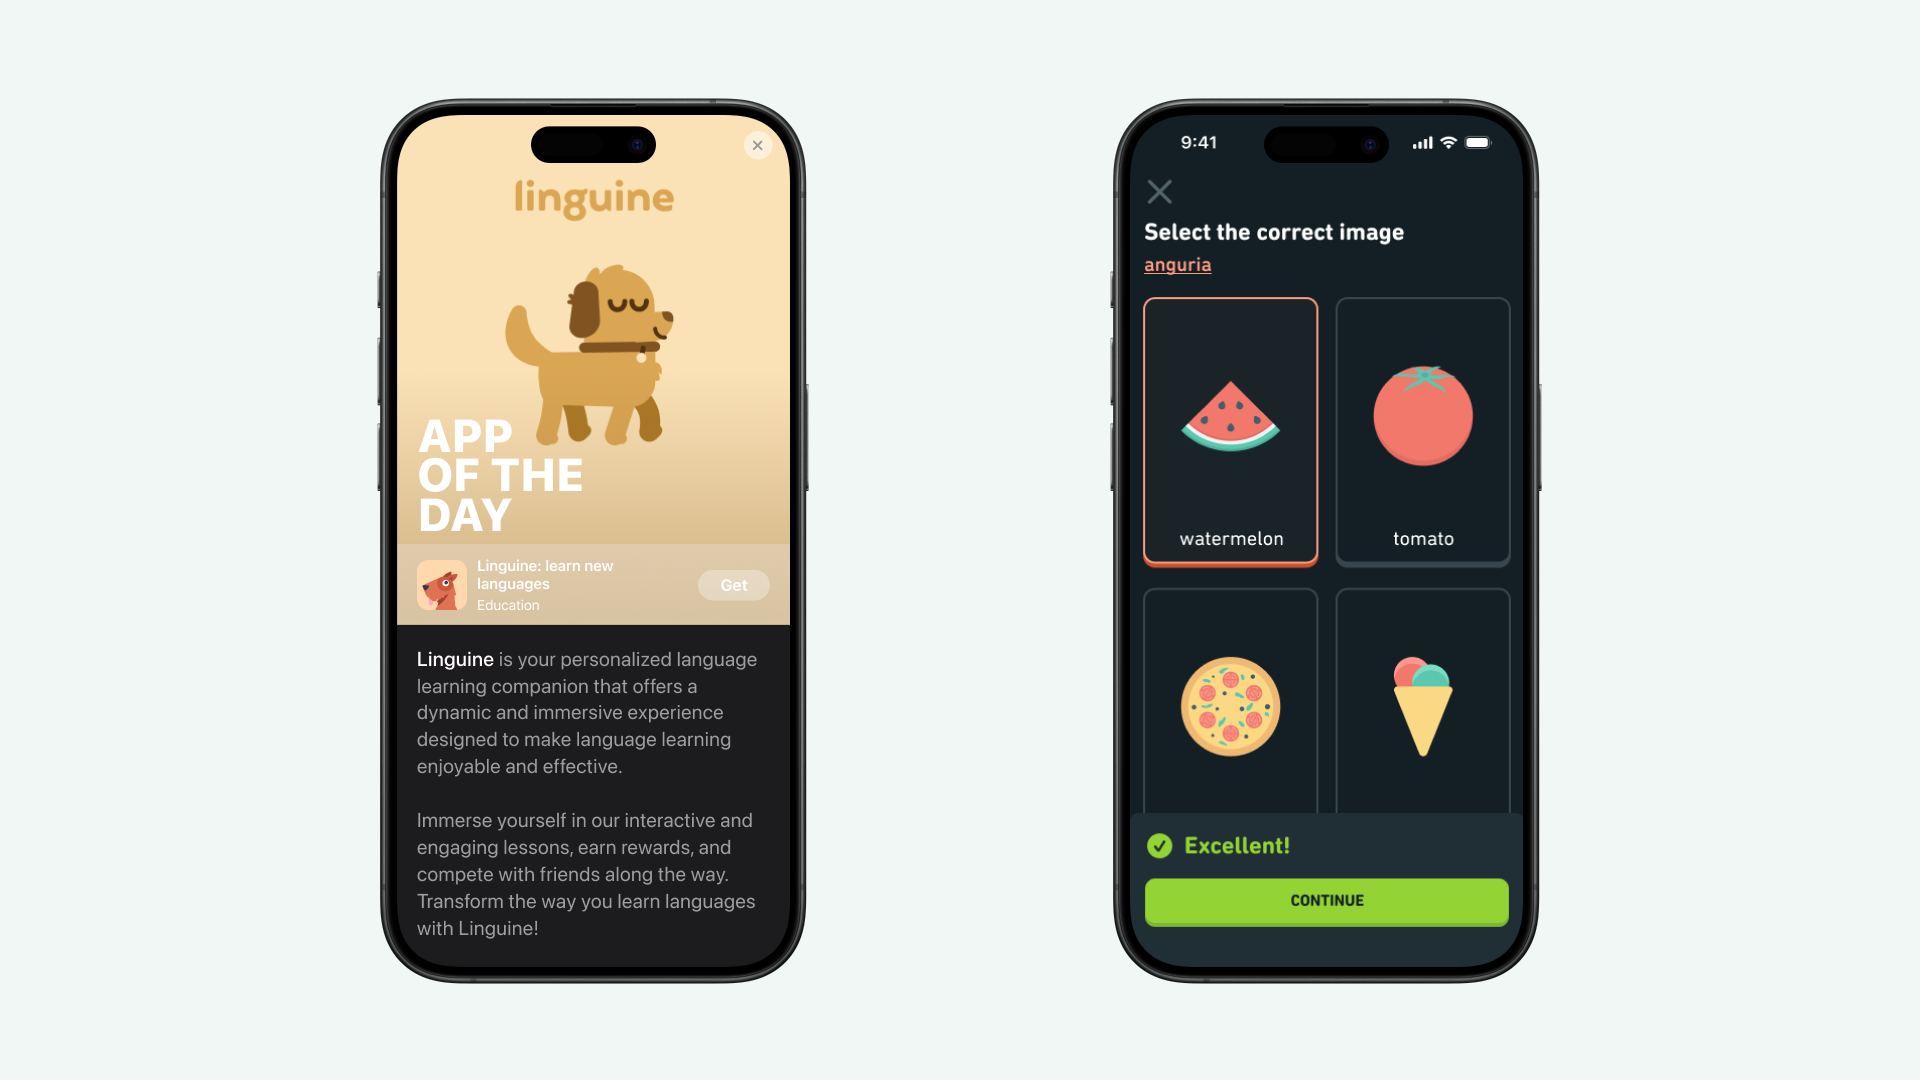 linguine
APP
OF THE
DAY
Linguine: learn new
languages
Education
Get
Linguine is your personalized language
learning companion that offers a
dynamic and immersive experience
designed to make language learning
enjoyable and effective.
Immerse yourself in our interactive and
engaging lessons, earn rewards, and
compete with friends along the way.
Transform the way you learn languages
with Linguine!
9:41
Select the correct image
anguria
watermelon
tomato
Excellent!
CONTINUE